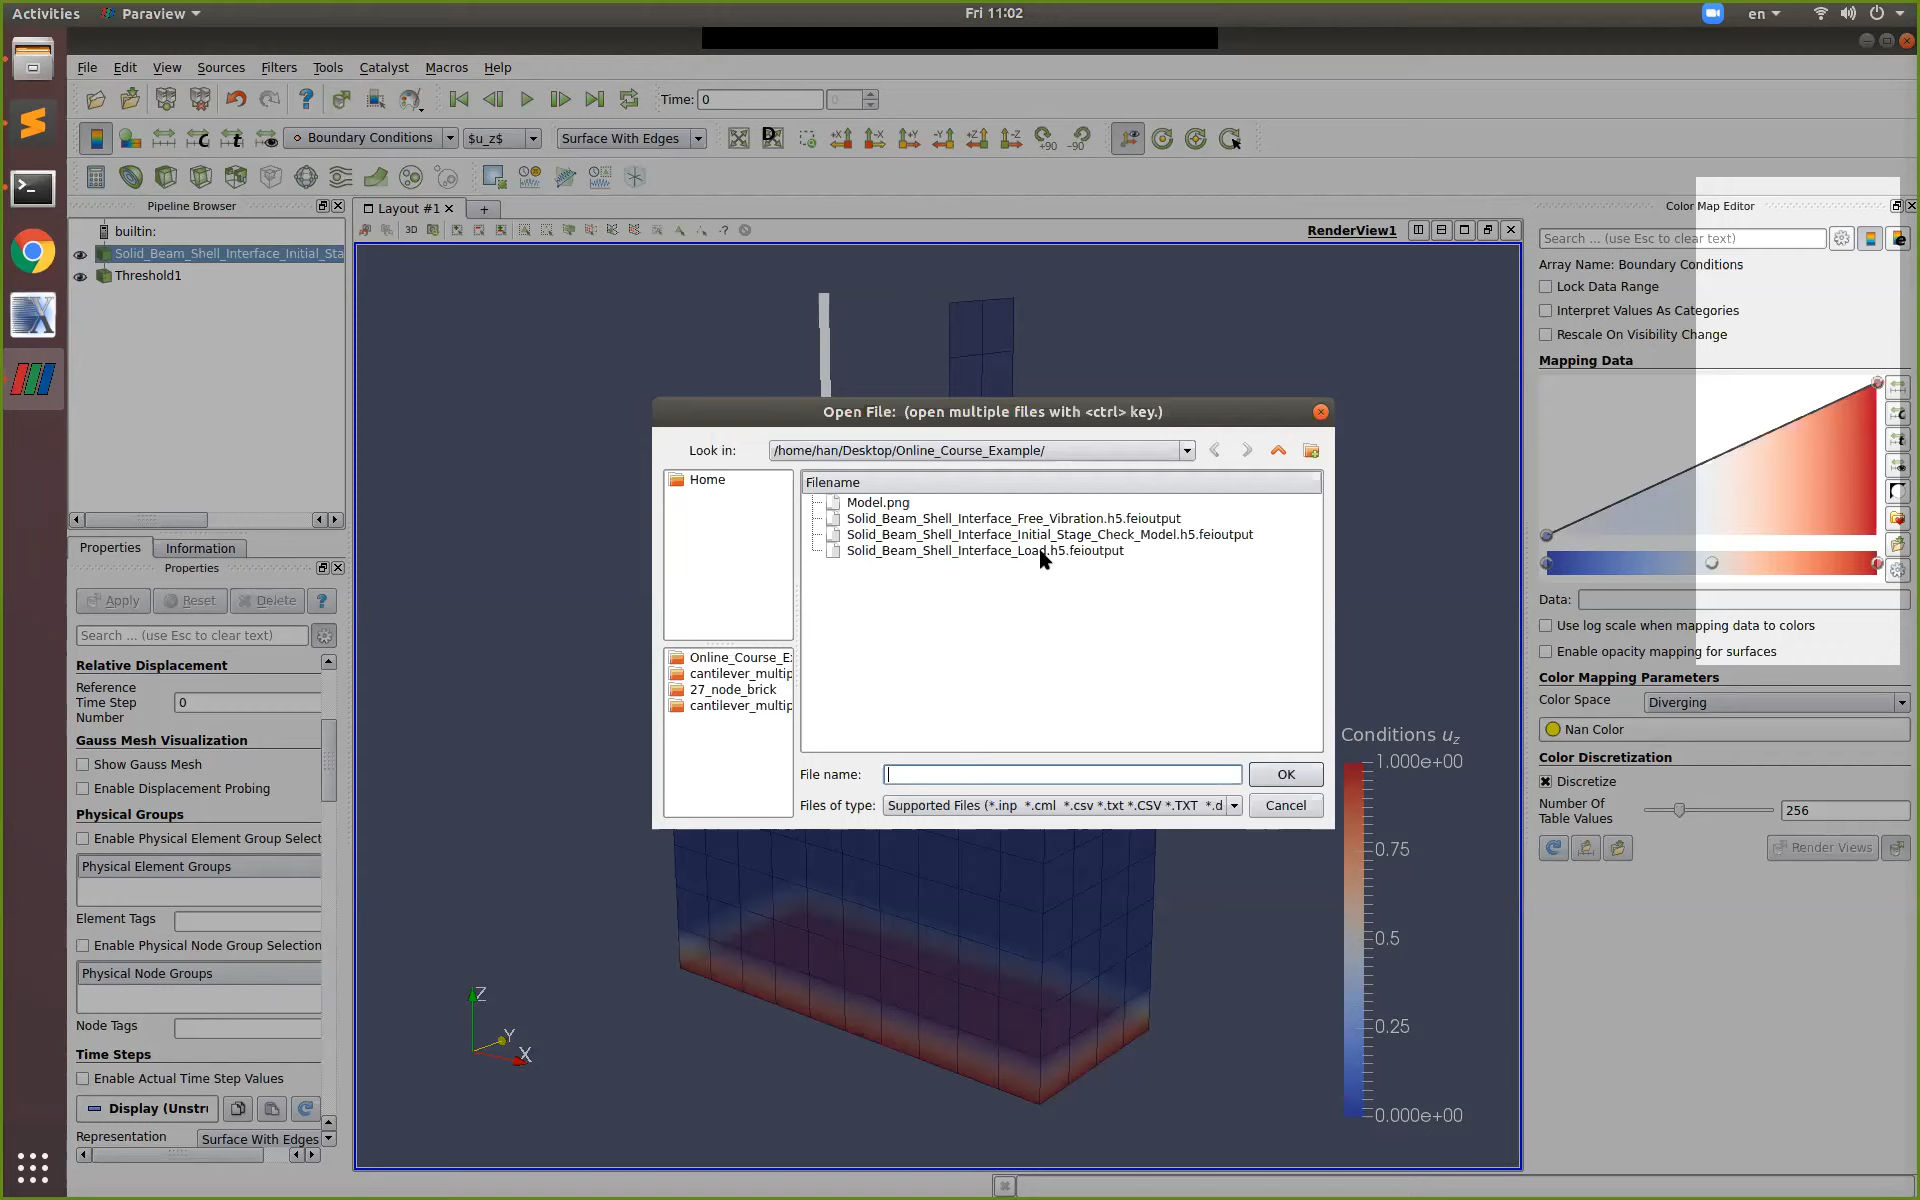 Activities
Paraview
Fri 11:02
en
File Edit View Sources Filters Tools Catalyst Macros Help
Time: 0
0
Boundary Conditions
$u_z$
Surface With Edges
+X -X +Y -Y +Z -Z +90 -90
Pipeline Browser
builtin:
Solid_Beam_Shell_Interface_Initial_Sta
Threshold1
Layout #1
3D
RenderView1
Color Map Editor
Search ... (use Esc to clear text)
Array Name: Boundary Conditions
Lock Data Range
Interpret Values As Categories
Rescale On Visibility Change
Mapping Data
Data:
Use log scale when mapping data to colors
Enable opacity mapping for surfaces
Color Mapping Parameters
Color Space
Diverging
Nan Color
Color Discretization
Discretize
Number Of
Table Values
256
Render Views
Open File: (open multiple files with <ctrl> key.)
Look in: /home/han/Desktop/Online_Course_Example/
Home
Filename
Model.png
Solid_Beam_Shell_Interface_Free_Vibration.h5.feioutput
Solid_Beam_Shell_Interface_Initial_Stage_Check_Model.h5.feioutput
Solid_Beam_Shell_Interface_Load.h5.feioutput
Online_Course_E
cantilever_multip
27_node_brick
cantilever_multip
File name:
OK
Files of type: Supported Files (*.inp *.cml *.csv *.txt *.CSV *.TXT *.d
Cancel
Properties
Information
Properties
Apply
Reset
Delete
Search ... (use Esc to clear text)
Relative Displacement
Reference
Time Step
Number
0
Gauss Mesh Visualization
Show Gauss Mesh
Enable Displacement Probing
Physical Groups
Enable Physical Element Group Select
Physical Element Groups
Element Tags
Enable Physical Node Group Selection
Physical Node Groups
Node Tags
Time Steps
Enable Actual Time Step Values
Display (Unstr
Representation
Surface With Edges
Z
Y
X
Conditions u_z
1.000e+00
0.75
0.5
0.25
0.000e+00